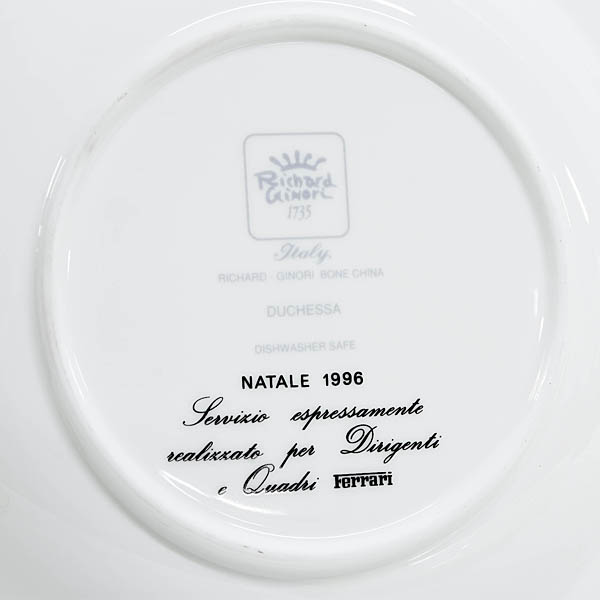 Richard
Ginori
1735
Italy.
RICHARD - GINORI BONE CHINA
DUCHESSA
DISHWASHER SAFE
NATALE 1996
Servizio espressamente
realizzato per Dirigenti
e Quadri Ferrari